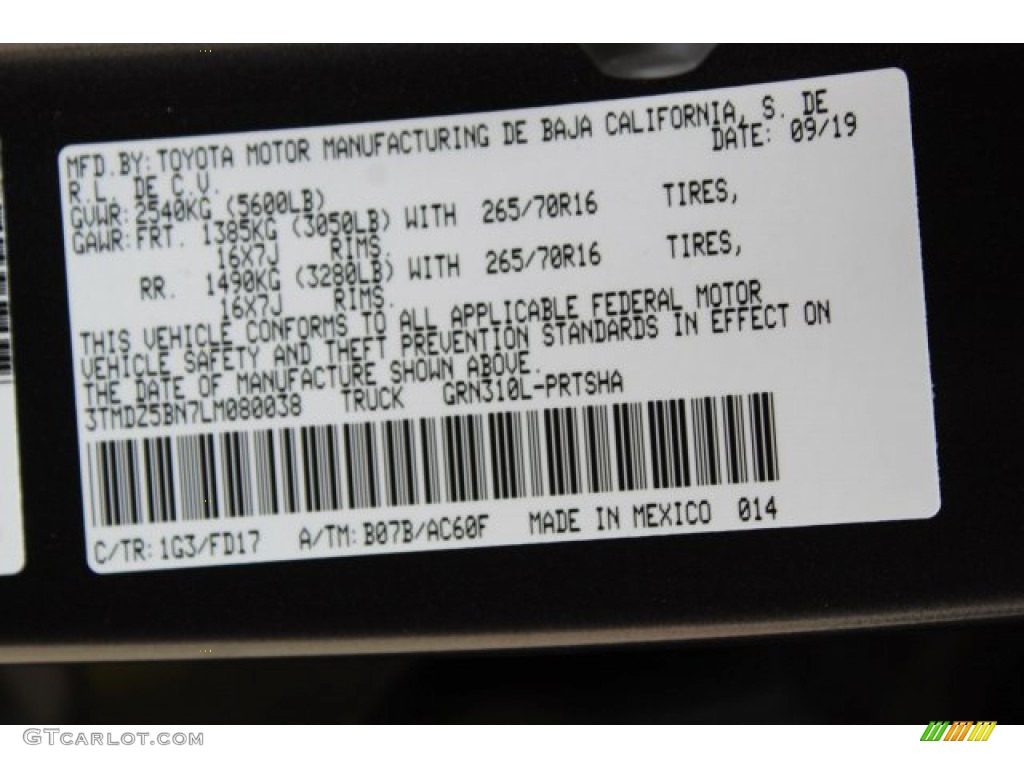 MFD.BY:TOYOTA MOTOR MANUFACTURING DE BAJA CALIFORNIA, S. DE
R.L. DE C.V. DATE: 09/19
GVWR: 2540KG (5600LB)
GAWR: FRT. 1385KG (3050LB) WITH 265/70R16 TIRES,
16X7J RIMS.
RR. 1490KG (3280LB) WITH 265/70R16 TIRES,
16X7J RIMS.
THIS VEHICLE CONFORMS TO ALL APPLICABLE FEDERAL MOTOR
VEHICLE SAFETY AND THEFT PREVENTION STANDARDS IN EFFECT ON
THE DATE OF MANUFACTURE SHOWN ABOVE.
3TMDZ5BN7LM080038 TRUCK GRN310L-PRTSHA
C/TR:1G3/FD17 A/TM:B07B/AC60F MADE IN MEXICO 014
GTCARLOT.COM